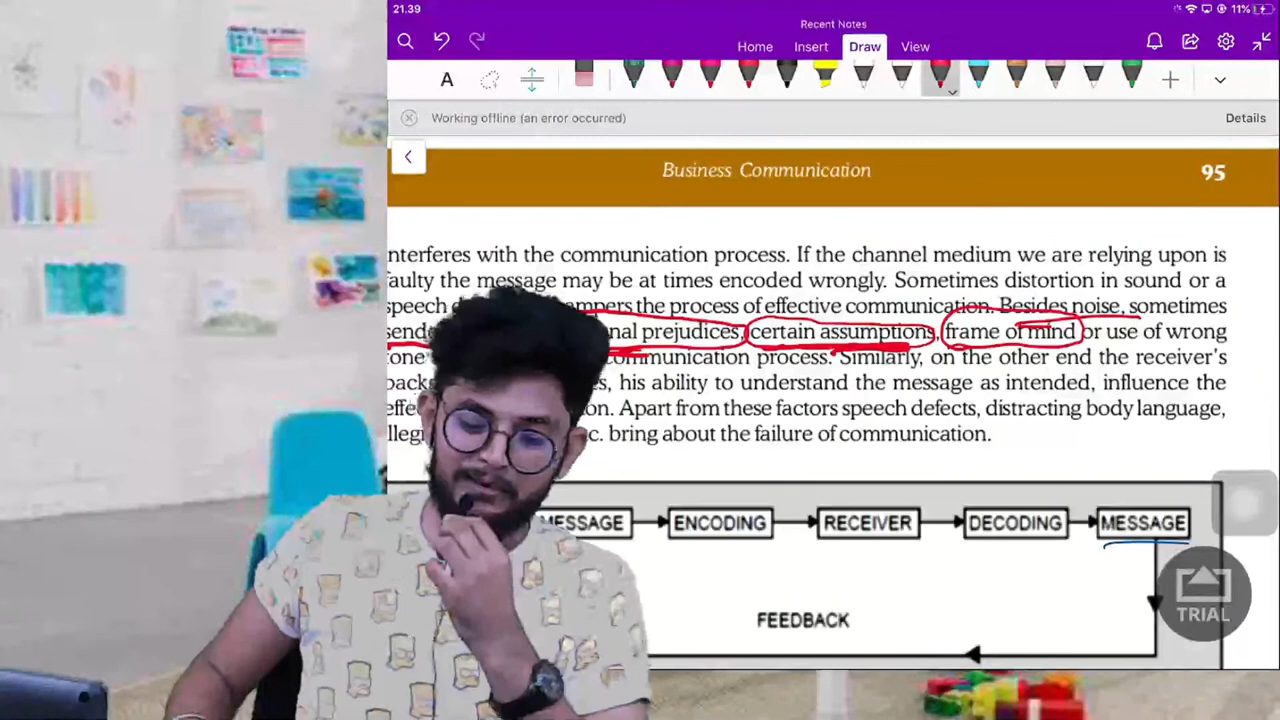 21.39
Recent Notes
11%
Home Insert Draw View
A
Working offline (an error occurred)
Details
Business Communication
95
nterferes with the communication process. If the channel medium we are relying upon is
faulty the message may be at times encoded wrongly. Sometimes distortion in sound or a
speech d ampers the process of effective communication. Besides noise, sometimes
send nal prejudices, certain assumptions, frame of mind or use of wrong
one communication process. Similarly, on the other end the receiver's
back es, his ability to understand the message as intended, influence the
effe on. Apart from these factors speech defects, distracting body language,
llegi c. bring about the failure of communication.
MESSAGE ENCODING RECEIVER DECODING MESSAGE
TRIAL
FEEDBACK